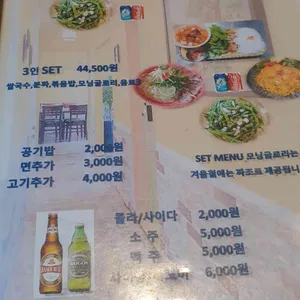 3인 SET 44,500원
쌀국수,분짜,볶음밥,모닝글로리,음료
공기밥 2,000원
면추가 3,000원
고기추가 4,000원
SET MENU 모닝글로리는
겨울철에는 파조트 제공됩니
콜라/사이다 2,000원
소주 5,000원
맥주 5,000원
6,000원